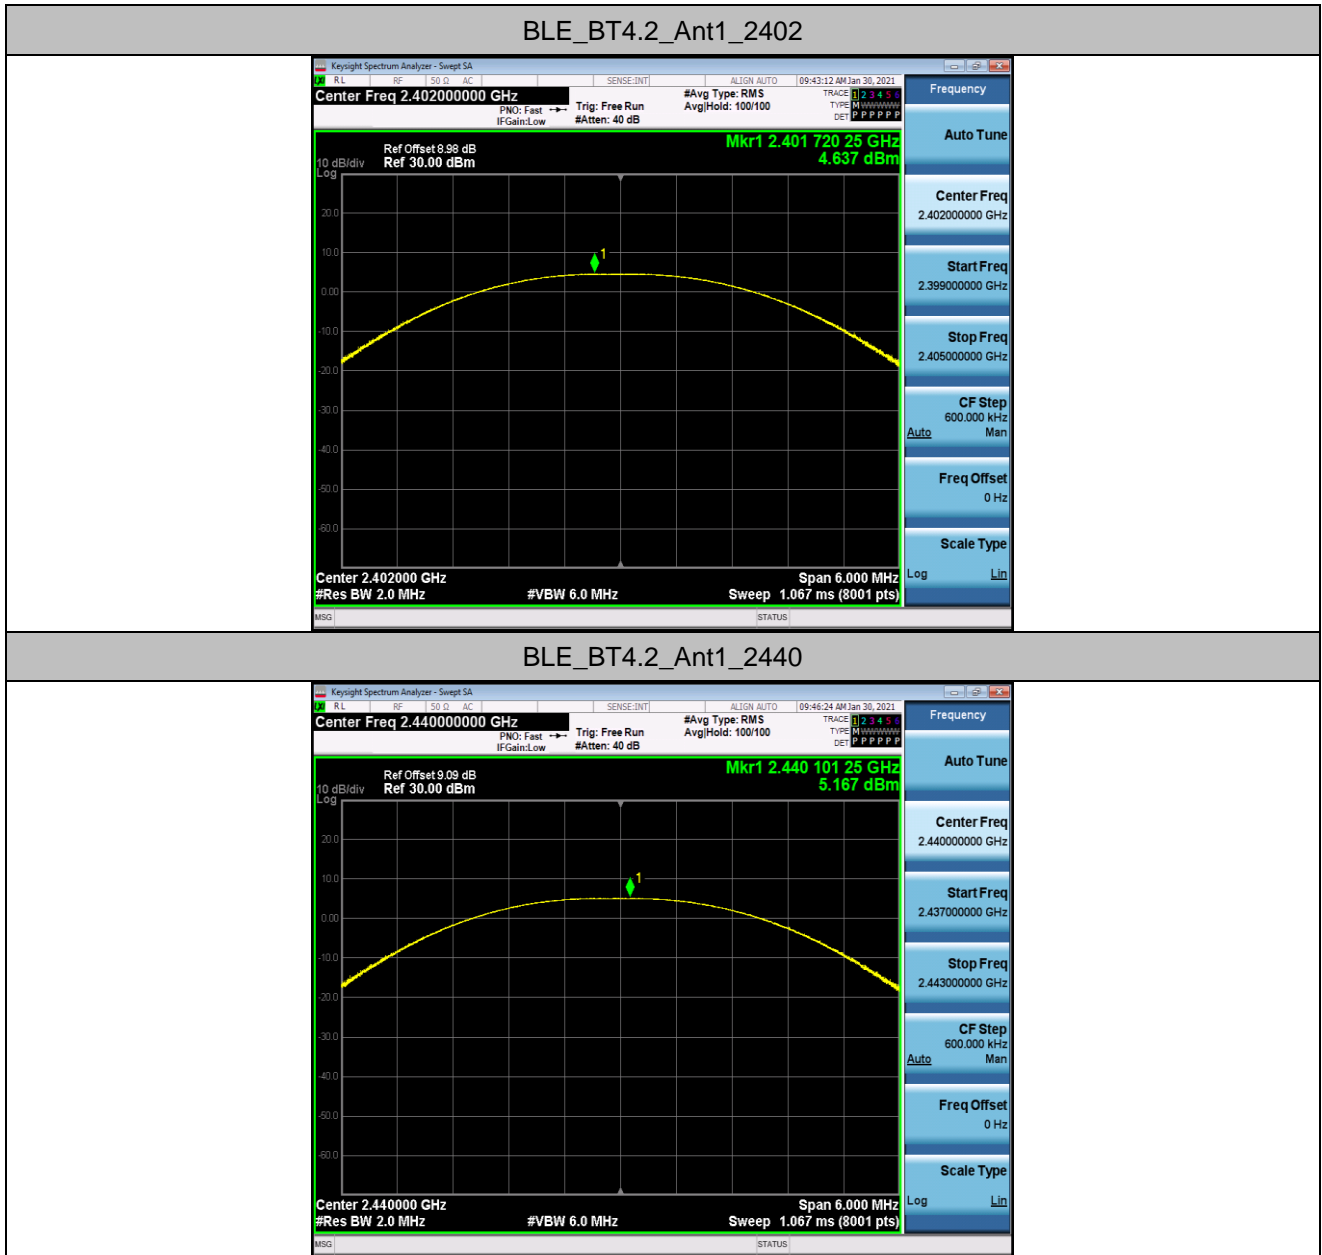 BLE_BT4.2_Ant1_2402
Keysight Spectrum Analyzer - Swept SA
RL RF 50 Ω AC SENSE:INT ALIGN AUTO 09:43:12 AM Jan 30, 2021
Center Freq 2.402000000 GHz
PNO: Fast
IFGain:Low
Trig: Free Run
#Atten: 40 dB
#Avg Type: RMS
Avg|Hold: 100/100
TRACE 1 2 3 4 5 6
TYPE M WWWWW
DET P P P P P P
Frequency
Mkr1 2.401 720 25 GHz
4.637 dBm
Ref Offset 8.98 dB
10 dB/div Ref 30.00 dBm
Log
20.0
10.0
0.00
-10.0
-20.0
-30.0
-40.0
-50.0
-60.0
1
Auto Tune
Center Freq
2.402000000 GHz
Start Freq
2.399000000 GHz
Stop Freq
2.405000000 GHz
CF Step
600.000 kHz
Auto Man
Freq Offset
0 Hz
Scale Type
Log Lin
Center 2.402000 GHz Span 6.000 MHz
#Res BW 2.0 MHz #VBW 6.0 MHz Sweep 1.067 ms (8001 pts)
MSG STATUS
BLE_BT4.2_Ant1_2440
Keysight Spectrum Analyzer - Swept SA
RL RF 50 Ω AC SENSE:INT ALIGN AUTO 09:46:24 AM Jan 30, 2021
Center Freq 2.440000000 GHz
PNO: Fast
IFGain:Low
Trig: Free Run
#Atten: 40 dB
#Avg Type: RMS
Avg|Hold: 100/100
TRACE 1 2 3 4 5 6
TYPE M WWWWW
DET P P P P P P
Frequency
Mkr1 2.440 101 25 GHz
5.167 dBm
Ref Offset 9.09 dB
10 dB/div Ref 30.00 dBm
Log
20.0
10.0
0.00
-10.0
-20.0
-30.0
-40.0
-50.0
-60.0
1
Auto Tune
Center Freq
2.440000000 GHz
Start Freq
2.437000000 GHz
Stop Freq
2.443000000 GHz
CF Step
600.000 kHz
Auto Man
Freq Offset
0 Hz
Scale Type
Log Lin
Center 2.440000 GHz Span 6.000 MHz
#Res BW 2.0 MHz #VBW 6.0 MHz Sweep 1.067 ms (8001 pts)
MSG STATUS